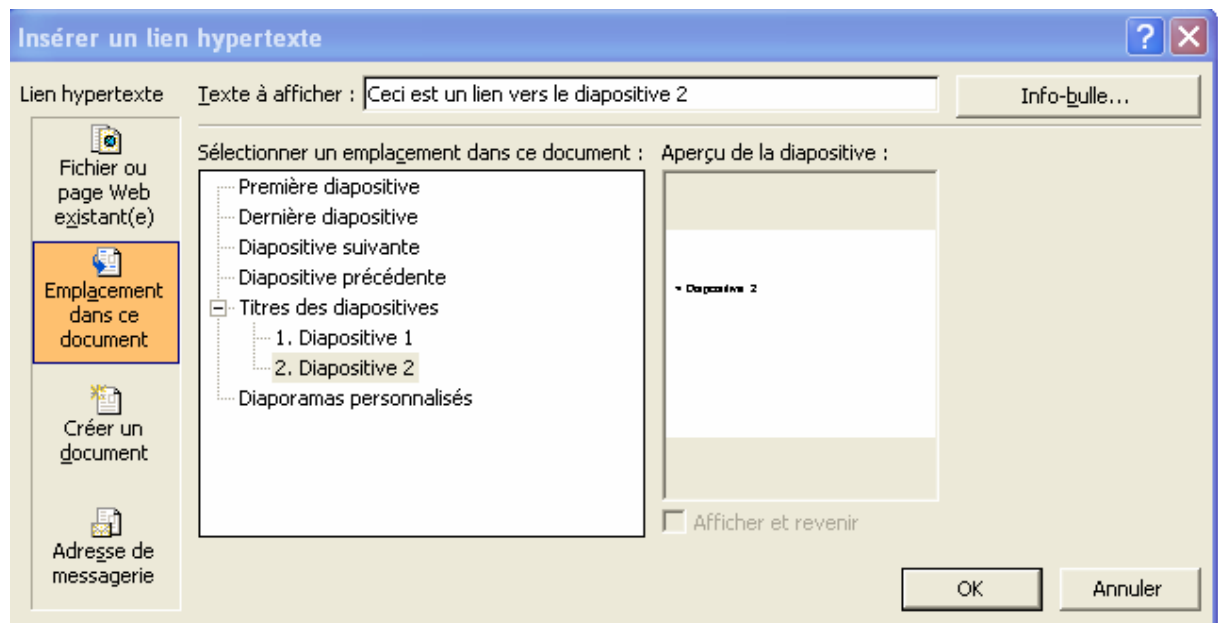 Insérer un lien hypertexte
Lien hypertexte
Texte à afficher : Ceci est un lien vers le diapositive 2
Info-bulle...
Fichier ou
page Web
existant(e)
Emplacement
dans ce
document
Créer un
document
Adresse de
messagerie
Sélectionner un emplacement dans ce document :
Première diapositive
Dernière diapositive
Diapositive suivante
Diapositive précédente
Titres des diapositives
1. Diapositive 1
2. Diapositive 2
Diaporamas personnalisés
Aperçu de la diapositive :
• Diapositive 2
Afficher et revenir
OK
Annuler